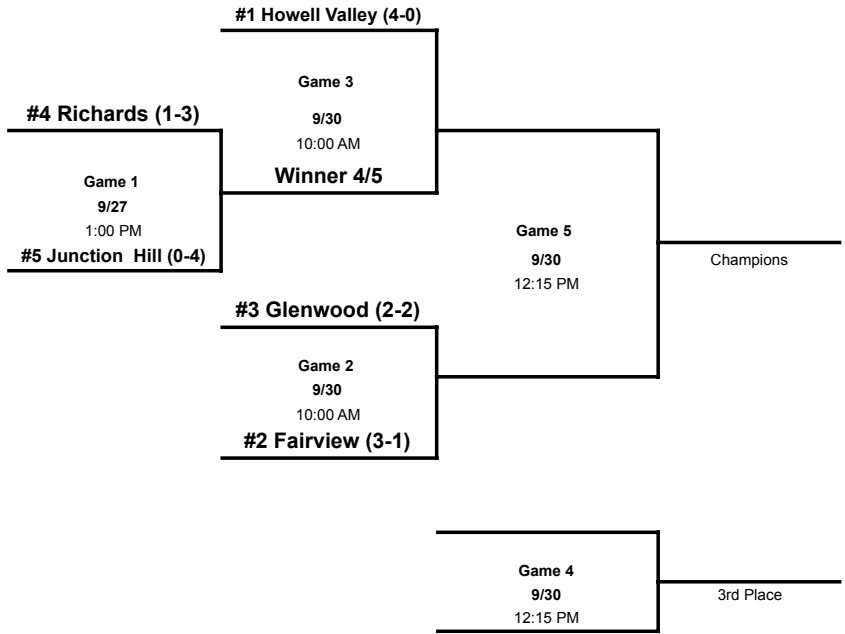 #1 Howell Valley (4-0)
Game 3
9/30
10:00 AM
#4 Richards (1-3)
Winner 4/5
Game 1
9/27
1:00 PM
#5 Junction  Hill (0-4)
Game 5
9/30
12:15 PM
Champions
#3 Glenwood (2-2)
Game 2
9/30
10:00 AM
#2 Fairview (3-1)
Game 4
9/30
12:15 PM
3rd Place